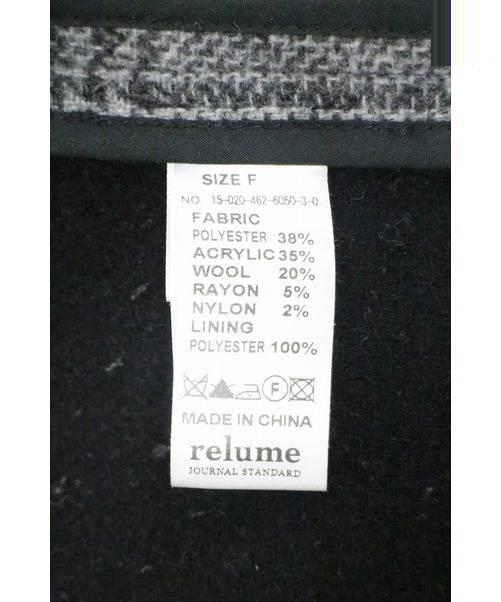 SIZE F
NO. 15-020-462-6050-3-0
FABRIC
POLYESTER 38%
ACRYLIC 35%
WOOL 20%
RAYON 5%
NYLON 2%
LINING
POLYESTER 100%
F
MADE IN CHINA
relume
JOURNAL STANDARD